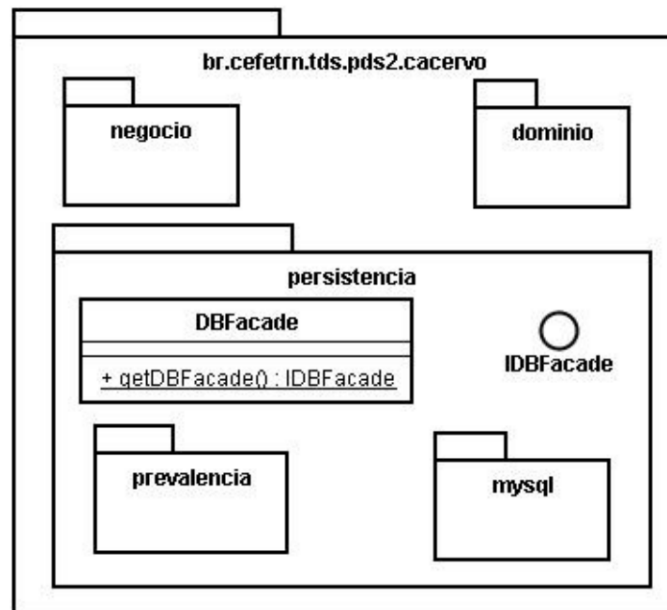 br.cefetrn.tds.pds2.cacervo
negocio
dominio
persistencia
DBFacade
+ getDBFacade() : IDBFacade
IDBFacade
prevalencia
mysql